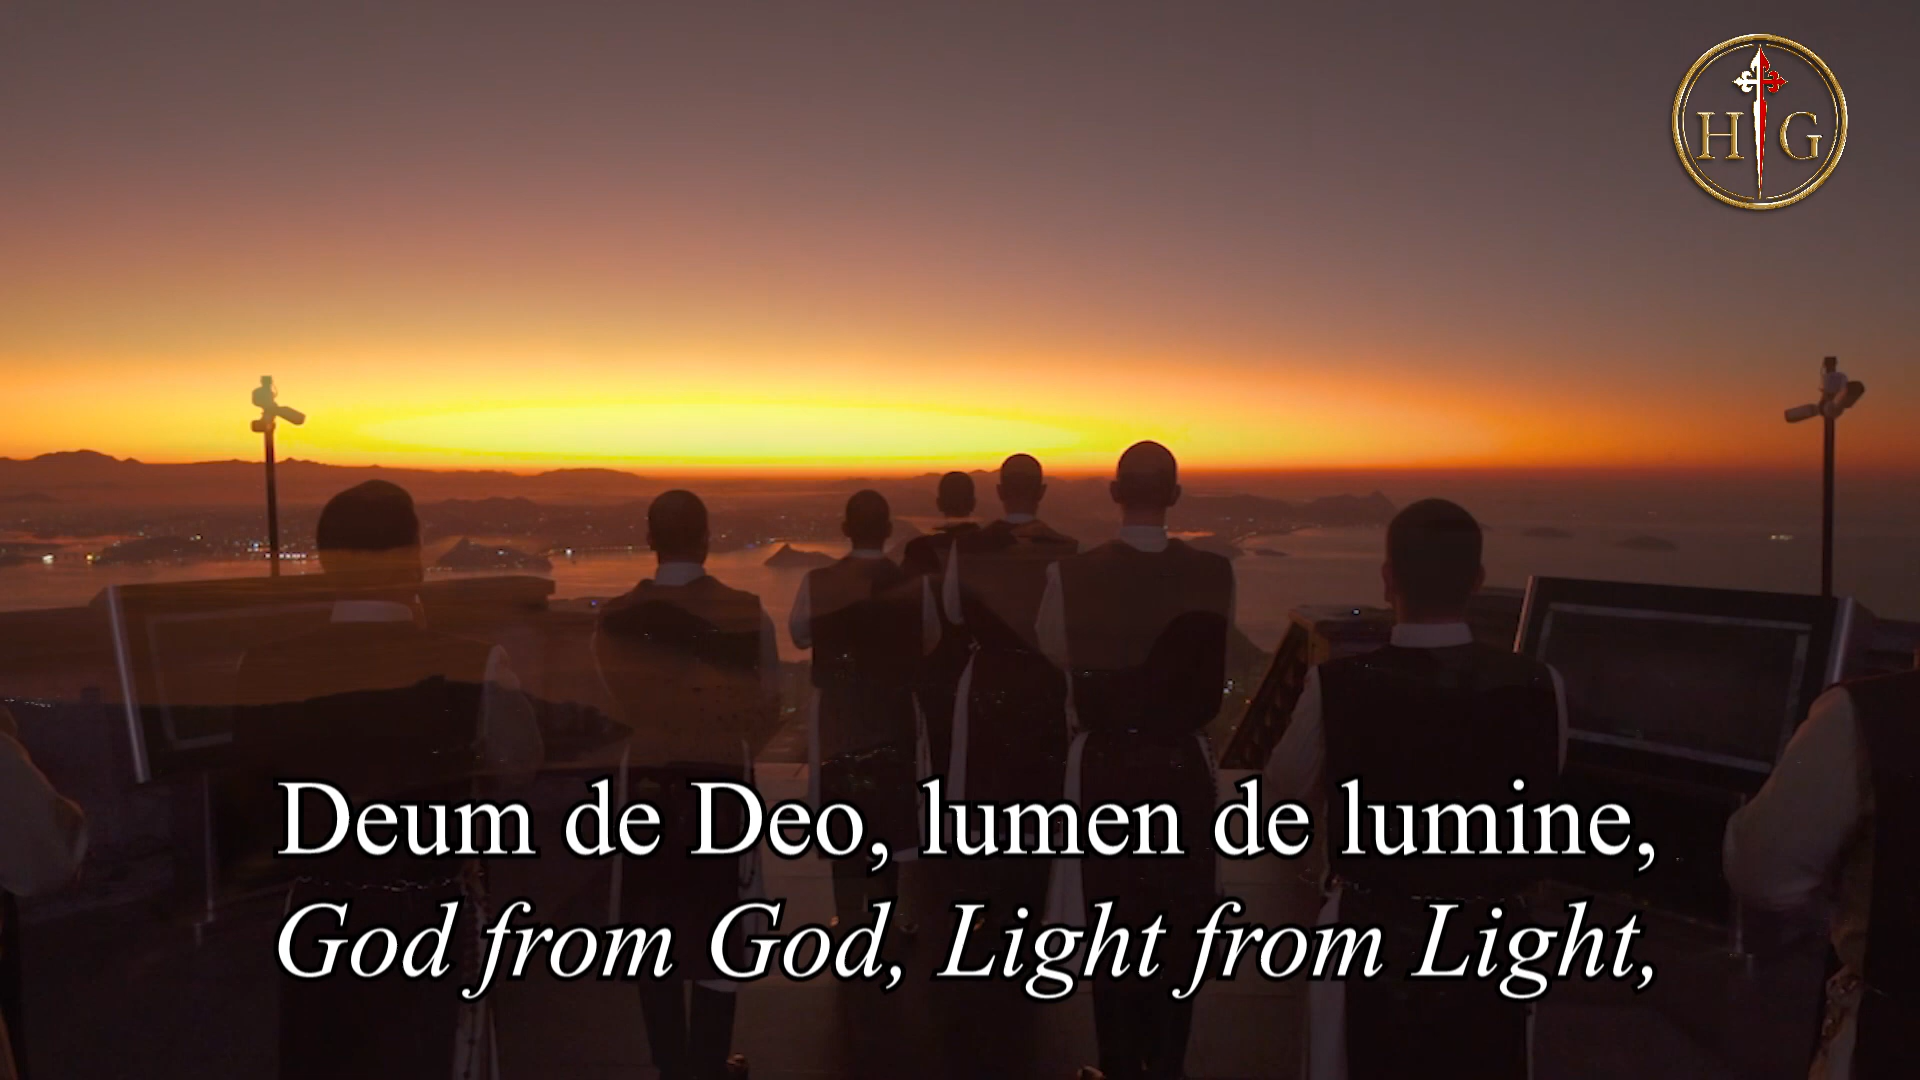 H G
Deum de Deo, lumen de lumine,
God from God, Light from Light,